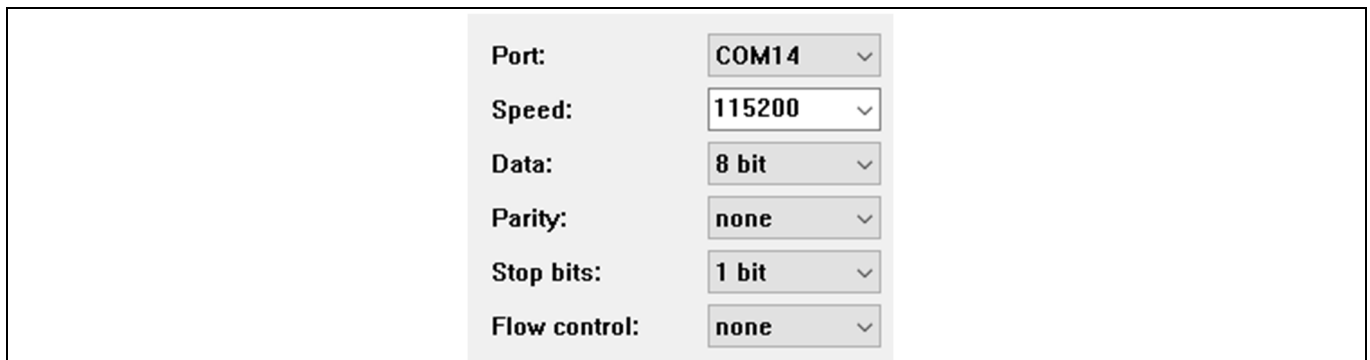 Port: COM14
Speed: 115200
Data: 8 bit
Parity: none
Stop bits: 1 bit
Flow control: none